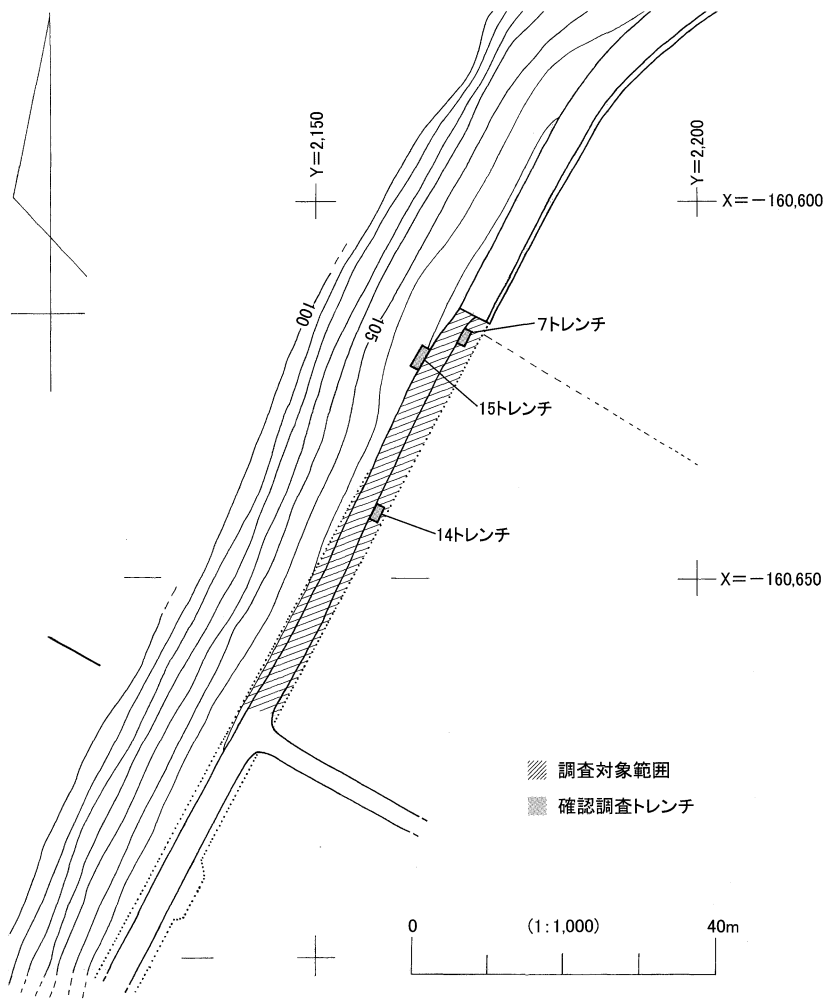 Y=2,150
Y=2,200
X=-160,600
100
105
7トレンチ
15トレンチ
14トレンチ
X=-160,650
調査対象範囲
確認調査トレンチ
0 (1:1,000) 40m